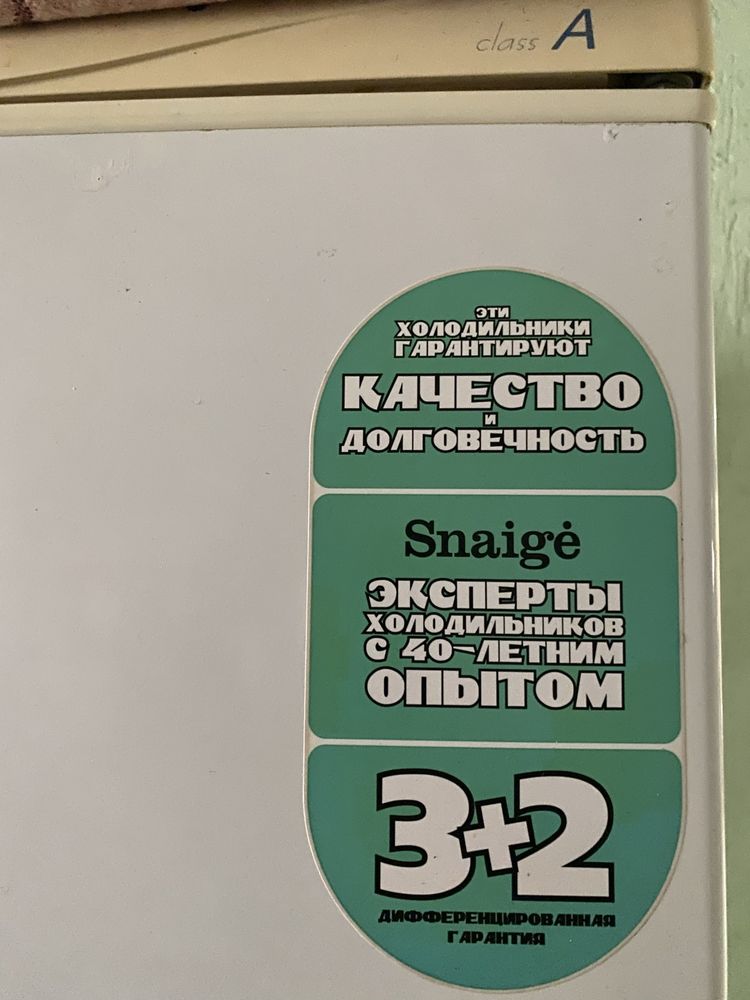 class A
ЭТИ
ХОЛОДИЛЬНИКИ
ГАРАНТИРУЮТ
КАЧЕСТВО
И
ДОЛГОВЕЧНОСТЬ
Snaigė
ЭКСПЕРТЫ
ХОЛОДИЛЬНИКОВ
С 40-ЛЕТНИМ
ОПЫТОМ
3+2
ДИФФЕРЕНЦИРОВАННАЯ
ГАРАНТИЯ